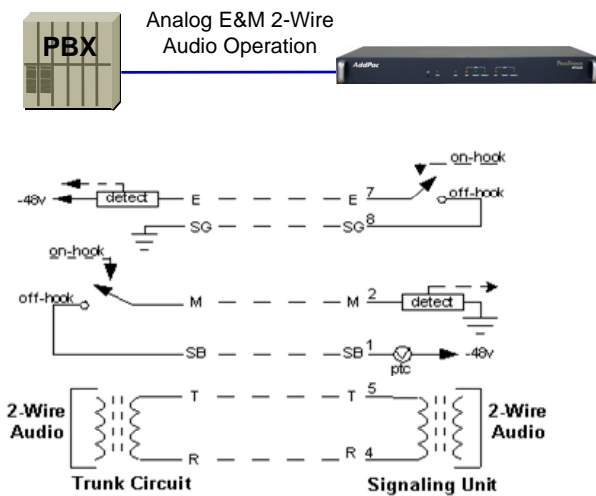 Analog E&M 2-Wire
Audio Operation
PBX
AddPac
on-hook
-48v detect E E 7 off-hook
SG SG 8
on-hook
off-hook M M 2 detect
SB SB 1 -48v
ptc
T T 5
2-Wire
Audio
2-Wire
Audio
R R 4
Trunk Circuit
Signaling Unit